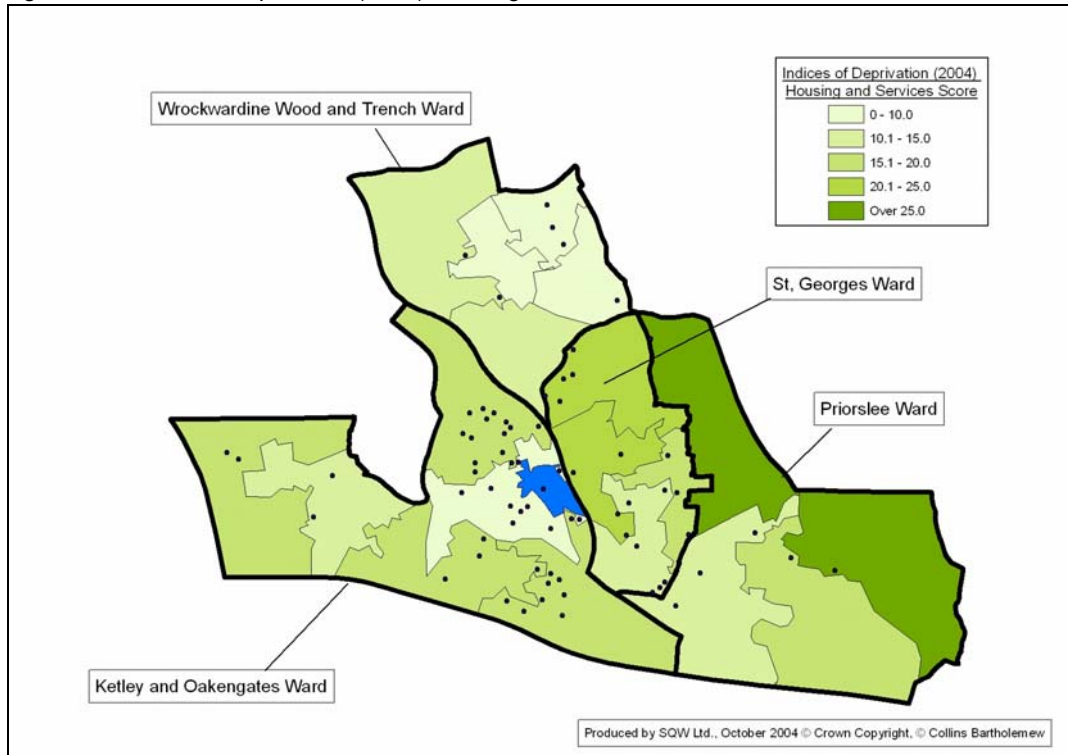 Indices of Deprivation (2004)
Housing and Services Score
0 - 10.0
10.1 - 15.0
15.1 - 20.0
20.1 - 25.0
Over 25.0
Wrockwardine Wood and Trench Ward
St, Georges Ward
Priorslee Ward
Ketley and Oakengates Ward
Produced by SQW Ltd., October 2004 © Crown Copyright, © Collins Bartholemew